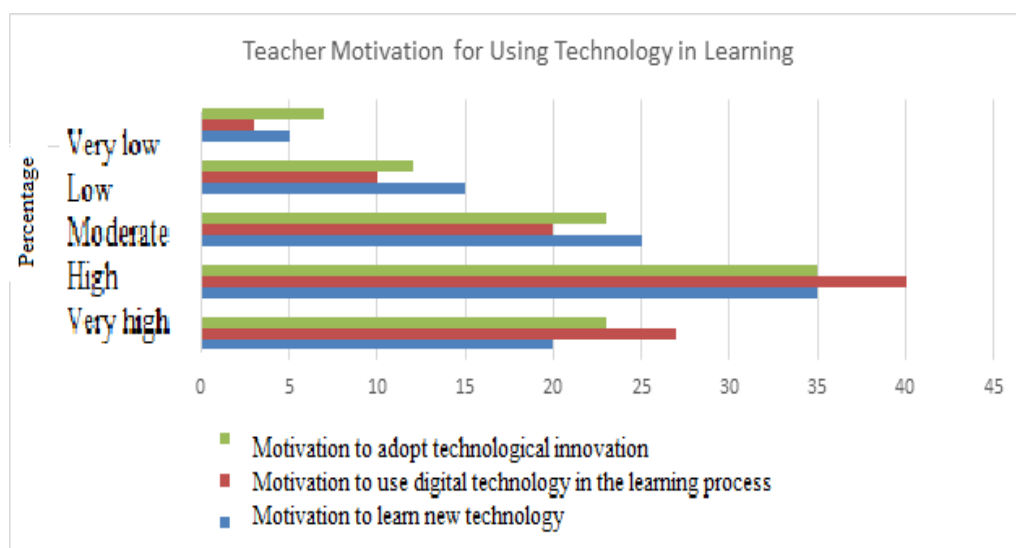 Teacher Motivation for Using Technology in Learning
Percentage
Very low
Low
Moderate
High
Very high
0 5 10 15 20 25 30 35 40 45
Motivation to adopt technological innovation
Motivation to use digital technology in the learning process
Motivation to learn new technology